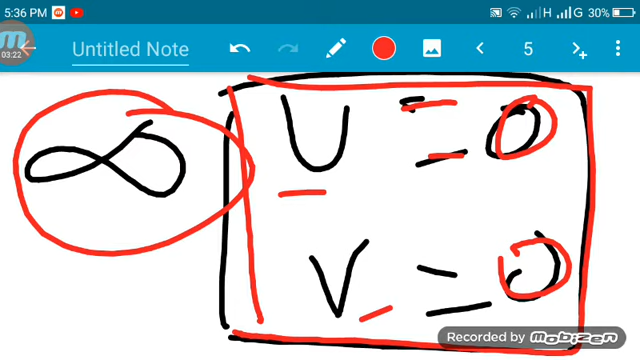 5:36 PM H G 30%
03:22 Untitled Note 5
∞ U = 0
V = 0
Recorded by mobizen